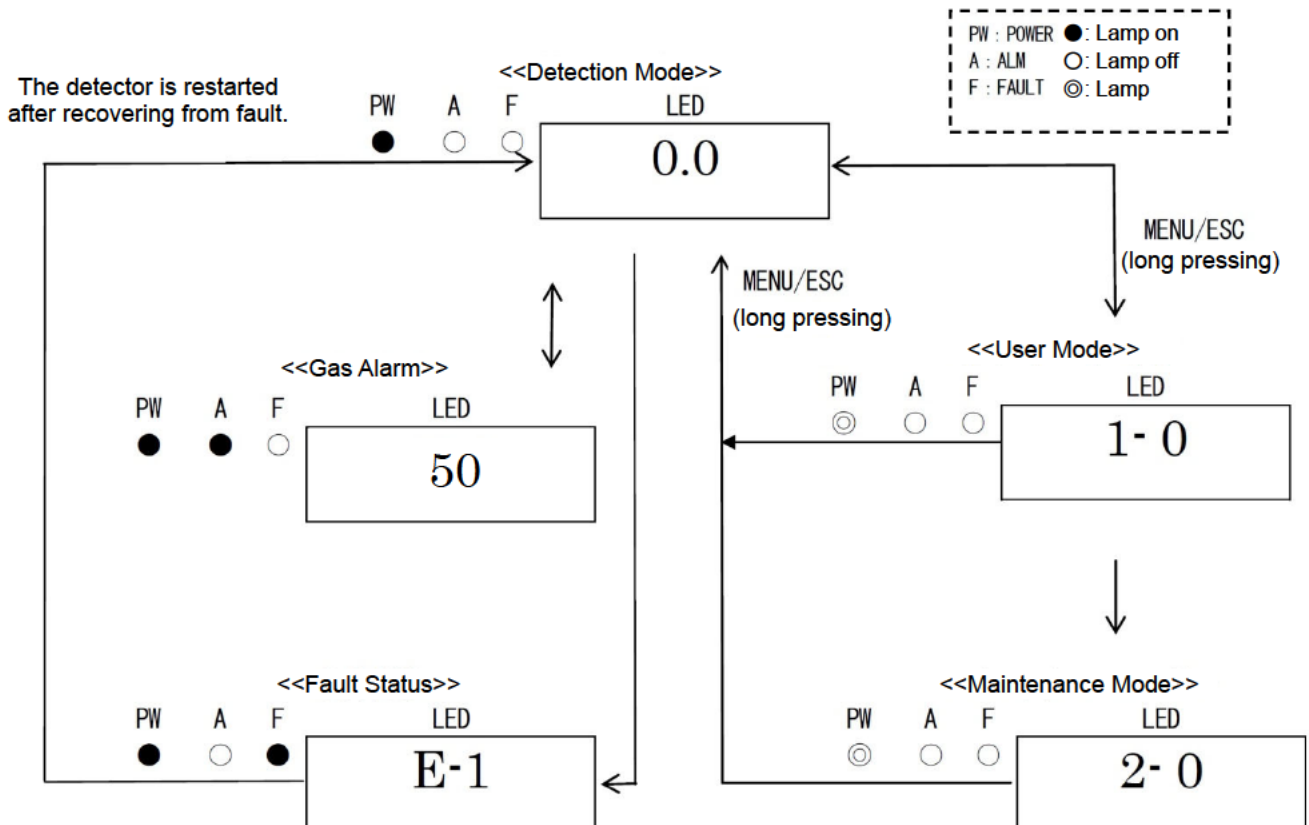 PW : POWER ●: Lamp on
A : ALM ○: Lamp off
F : FAULT ◎: Lamp
The detector is restarted
after recovering from fault.
<<Detection Mode>>
PW A F LED
0.0
MENU/ESC
(long pressing)
MENU/ESC
(long pressing)
<<Gas Alarm>>
PW A F LED
50
<<User Mode>>
PW A F LED
1- 0
<<Fault Status>>
PW A F LED
E-1
<<Maintenance Mode>>
PW A F LED
2- 0